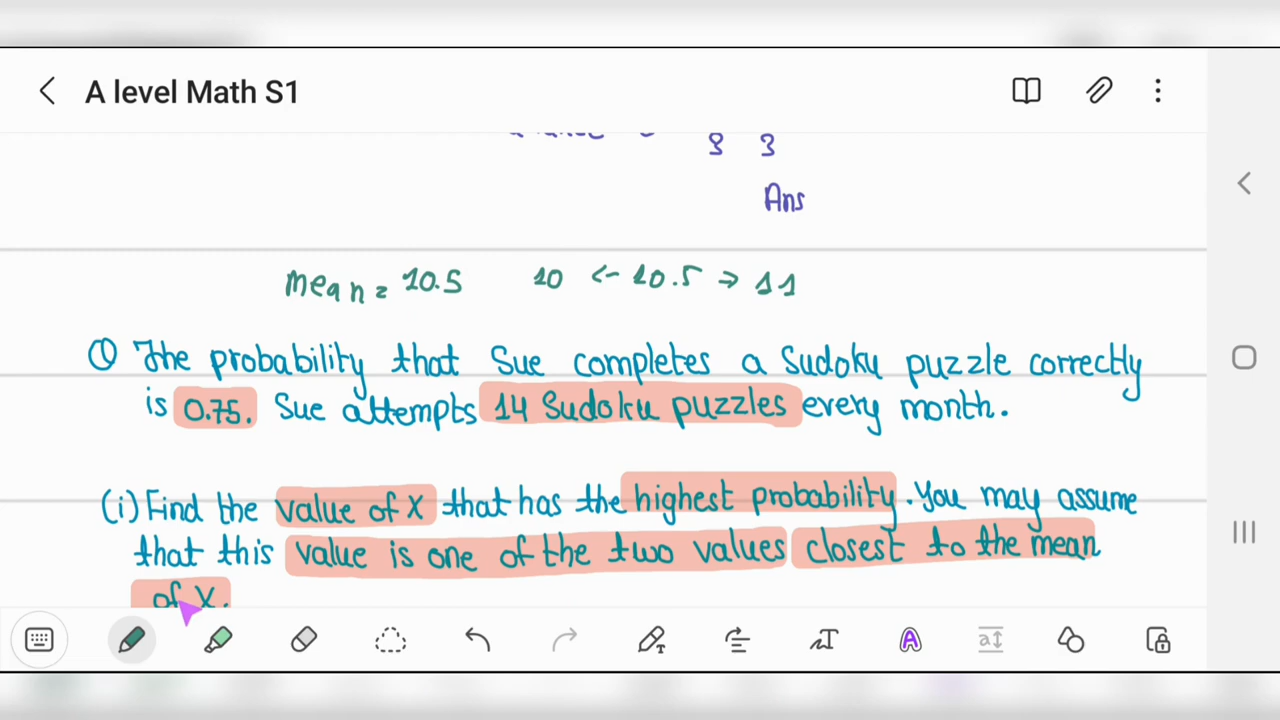 A level Math S1
8 3
Ans
mean = 10.5 10 <- 10.5 -> 11
Q The probability that Sue completes a Sudoku puzzle correctly
is 0.75. Sue attempts 14 Sudoku puzzles every month.
(i) Find the value of X that has the highest probability. You may assume
that this value is one of the two values closest to the mean
of X.